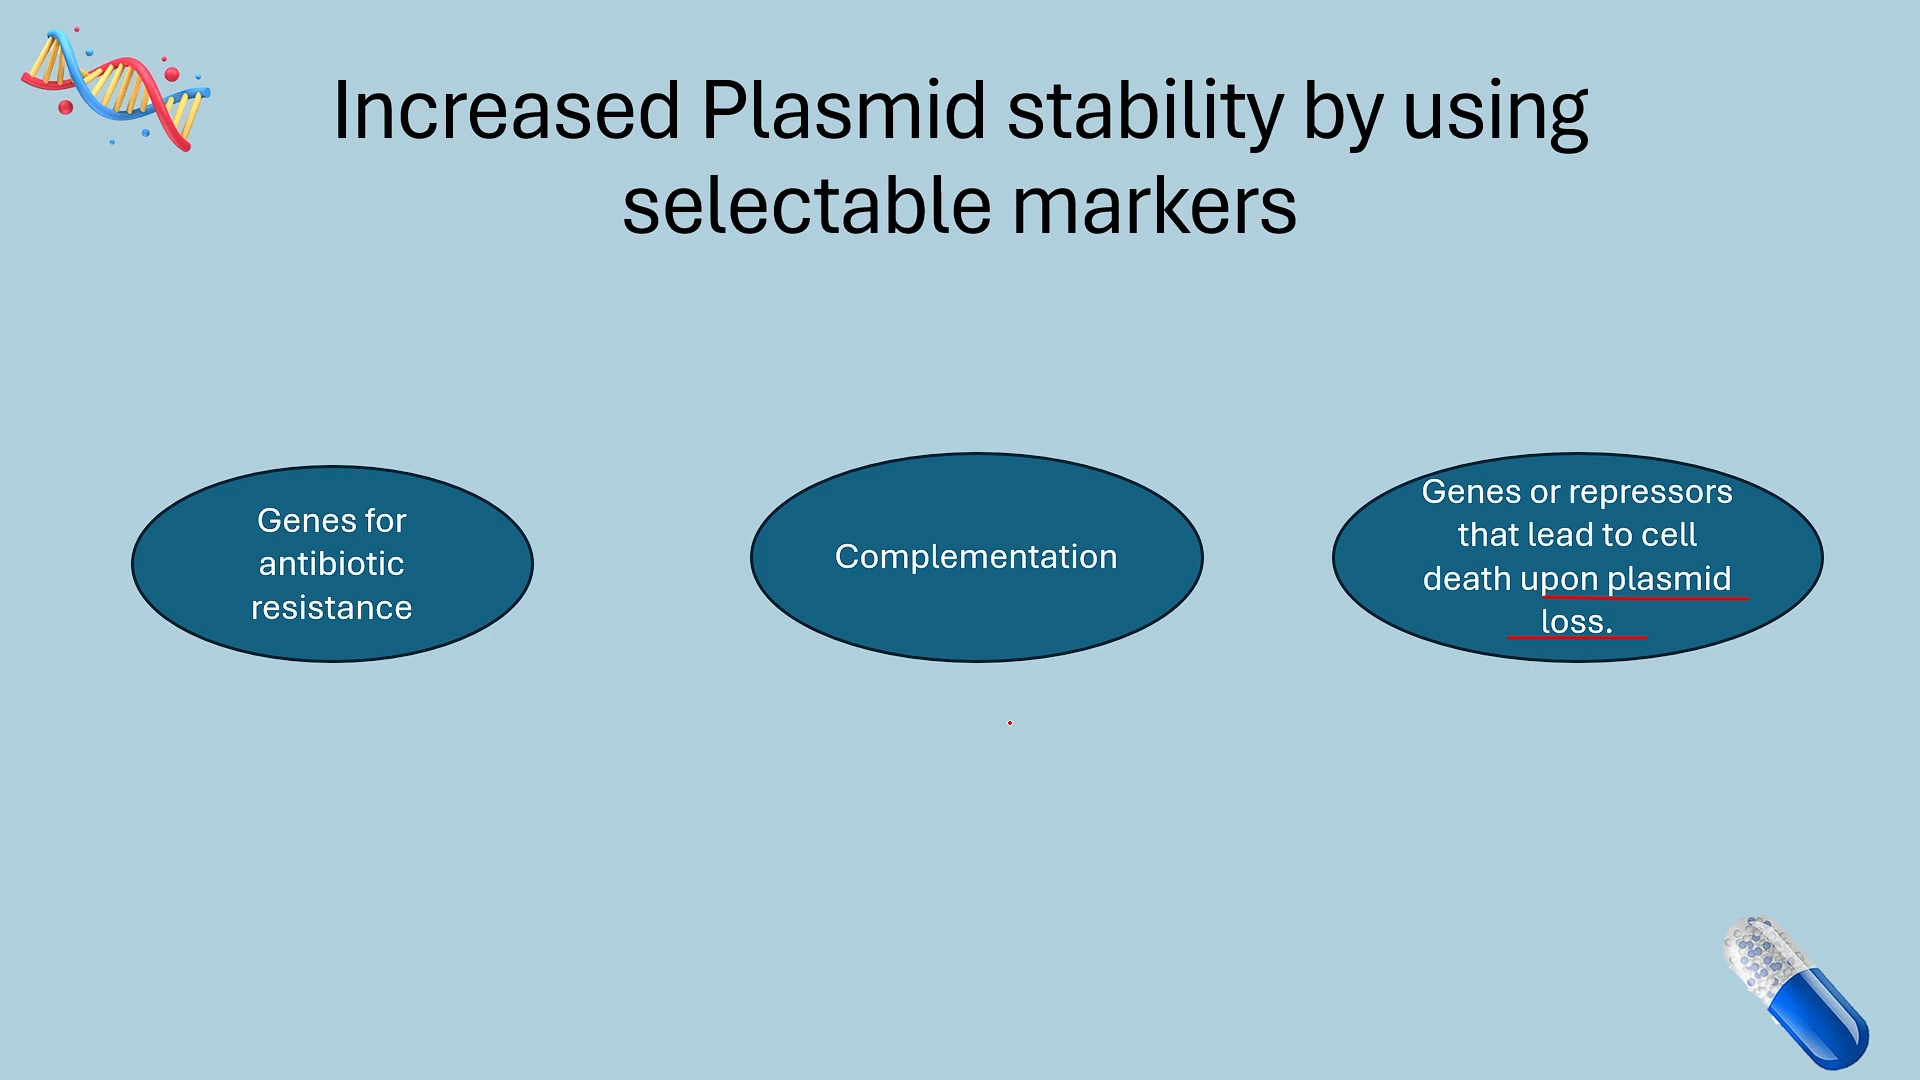 Increased Plasmid stability by using
selectable markers
Genes for
antibiotic
resistance
Complementation
Genes or repressors
that lead to cell
death upon plasmid
loss.